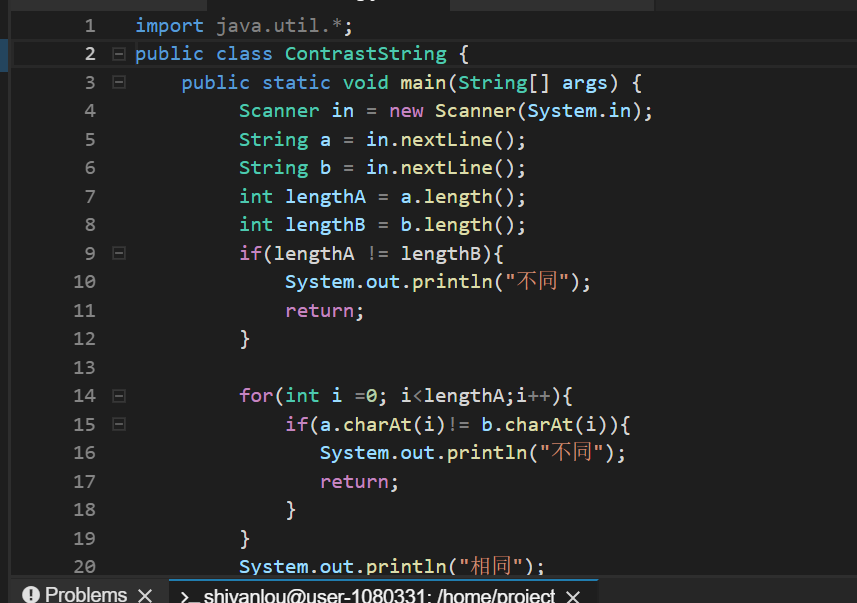 1 import java.util.*;
2 public class ContrastString {
3 public static void main(String[] args) {
4 Scanner in = new Scanner(System.in);
5 String a = in.nextLine();
6 String b = in.nextLine();
7 int lengthA = a.length();
8 int lengthB = b.length();
9 if(lengthA != lengthB){
10 System.out.println("不同");
11 return;
12 }
13
14 for(int i =0; i<lengthA;i++){
15 if(a.charAt(i)!= b.charAt(i)){
16 System.out.println("不同");
17 return;
18 }
19 }
20 System.out.println("相同");
Problems × >_ shiyanlou@user-1080331: /home/project ×